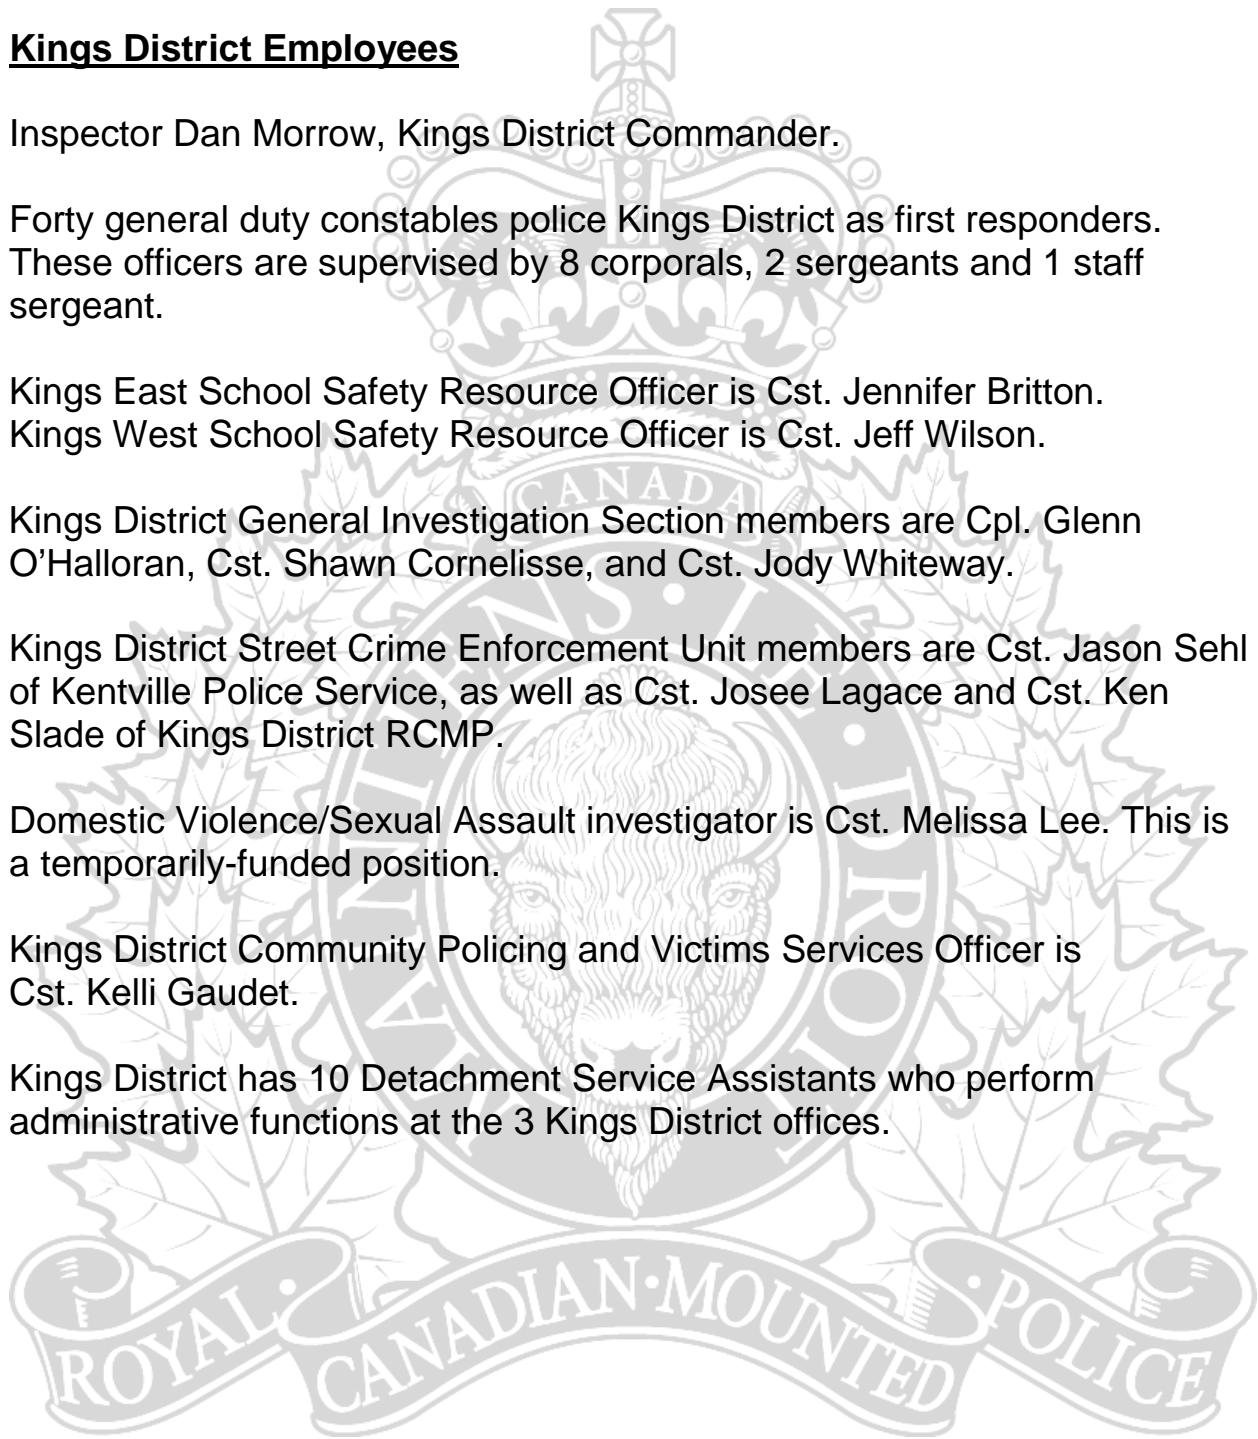 Kings District Employees
Inspector Dan Morrow, Kings District Commander.
Forty general duty constables police Kings District as first responders.
These officers are supervised by 8 corporals, 2 sergeants and 1 staff
sergeant.
Kings East School Safety Resource Officer is Cst. Jennifer Britton.
Kings West School Safety Resource Officer is Cst. Jeff Wilson.
CANADA
Kings District General Investigation Section members are Cpl. Glenn
O’Halloran, Cst. Shawn Cornelisse, and Cst. Jody Whiteway.
Kings District Street Crime Enforcement Unit members are Cst. Jason Sehl
of Kentville Police Service, as well as Cst. Josee Lagace and Cst. Ken
Slade of Kings District RCMP.
Domestic Violence/Sexual Assault investigator is Cst. Melissa Lee. This is
a temporarily-funded position.
Kings District Community Policing and Victims Services Officer is
Cst. Kelli Gaudet.
Kings District has 10 Detachment Service Assistants who perform
administrative functions at the 3 Kings District offices.
MAINTIENS·LE·DROIT
ROYAL·CANADIAN·MOUNTED·POLICE